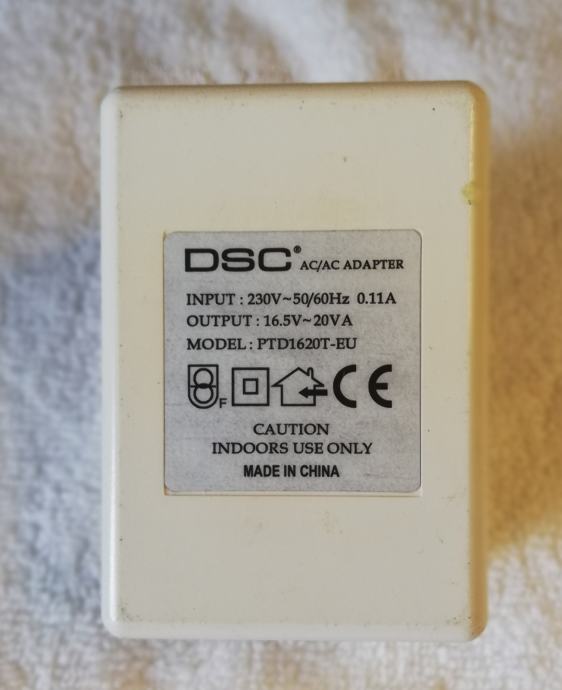 DSC® AC/AC ADAPTER
INPUT : 230V~50/60Hz 0.11A
OUTPUT : 16.5V~20VA
MODEL : PTD1620T-EU
F CE
CAUTION
INDOORS USE ONLY
MADE IN CHINA